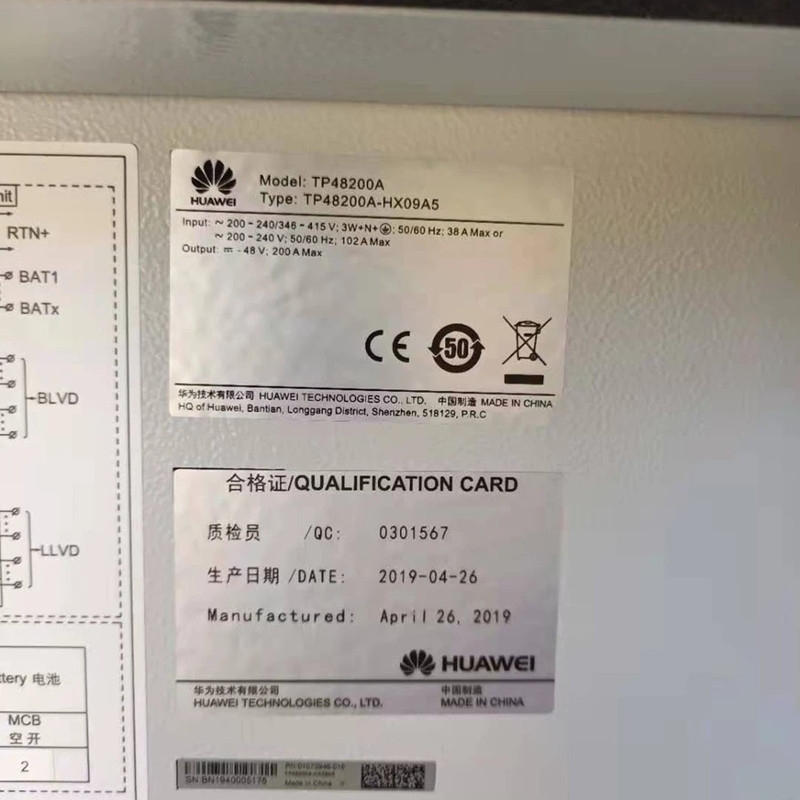 nit
RTN+
BAT1
BATx
BLVD
LLVD
ttery 电池
MCB
空开
2
HUAWEI
Model: TP48200A
Type: TP48200A-HX09A5
Input: ~ 200 - 240/346 - 415 V; 3W+N+⏚; 50/60 Hz; 38 A Max or
~ 200 - 240 V; 50/60 Hz; 102 A Max
Output: ⎓ - 48 V; 200 A Max
CE
50
华为技术有限公司 HUAWEI TECHNOLOGIES CO., LTD. 中国制造 MADE IN CHINA
HQ of Huawei, Bantian, Longgang District, Shenzhen, 518129, P.R.C
合格证/QUALIFICATION CARD
质检员 /QC: 0301567
生产日期 /DATE: 2019-04-26
Manufactured: April 26, 2019
HUAWEI
华为技术有限公司 中国制造
HUAWEI TECHNOLOGIES CO., LTD. MADE IN CHINA
SN:BN1940005176
Made in China